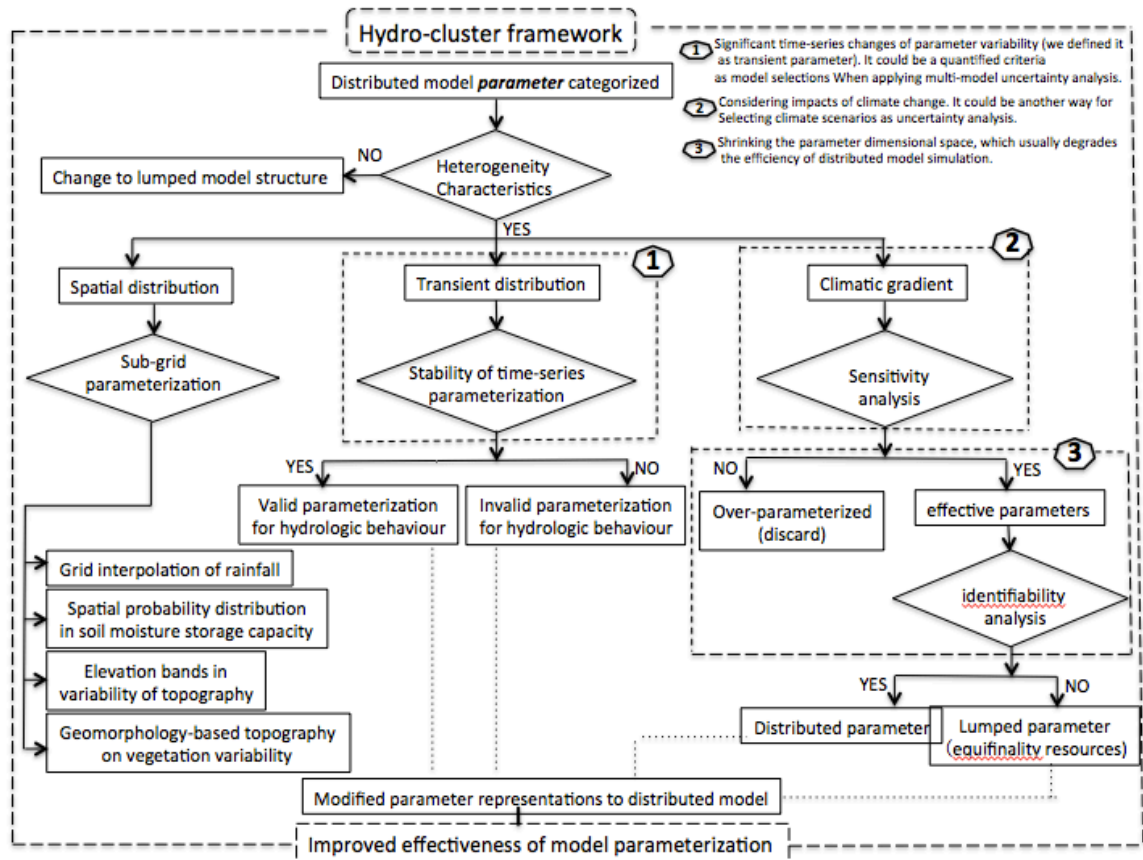 Hydro-cluster framework
1
Significant time-series changes of parameter variability (we defined it
as transient parameter). It could be a quantified criteria
as model selections When applying multi-model uncertainty analysis.
2
Considering impacts of climate change. It could be another way for
Selecting climate scenarios as uncertainty analysis.
3
Shrinking the parameter dimensional space, which usually degrades
the efficiency of distributed model simulation.
Distributed model parameter categorized
Heterogeneity
Characteristics
NO
Change to lumped model structure
YES
1
2
Spatial distribution
Transient distribution
Climatic gradient
Sub-grid
parameterization
Stability of time-series
parameterization
Sensitivity
analysis
YES
NO
Valid parameterization
for hydrologic behaviour
Invalid parameterization
for hydrologic behaviour
3
NO
YES
Over-parameterized
(discard)
effective parameters
identifiability
analysis
Grid interpolation of rainfall
Spatial probability distribution
in soil moisture storage capacity
Elevation bands in
variability of topography
Geomorphology-based topography
on vegetation variability
YES
NO
Distributed parameter
Lumped parameter
(equifinality resources)
Modified parameter representations to distributed model
Improved effectiveness of model parameterization